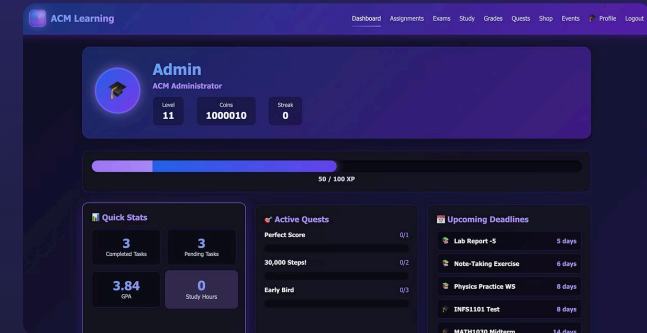 ACM Learning
Dashboard Assignments Exams Study Grades Quests Shop Events Profile Logout
Admin
ACM Administrator
Level Coins Streak
11 1000010 0
50 / 100 XP
Quick Stats
3 3
Completed Tasks Pending Tasks
3.84 0
GPA Study Hours
Active Quests
Perfect Score 0/1
30,000 Steps! 0/2
Early Bird 0/3
Upcoming Deadlines
Lab Report -5 5 days
Note-Taking Exercise 6 days
Physics Practice WS 8 days
INFS1101 Test 8 days
MATH1030 Midterm 14 days